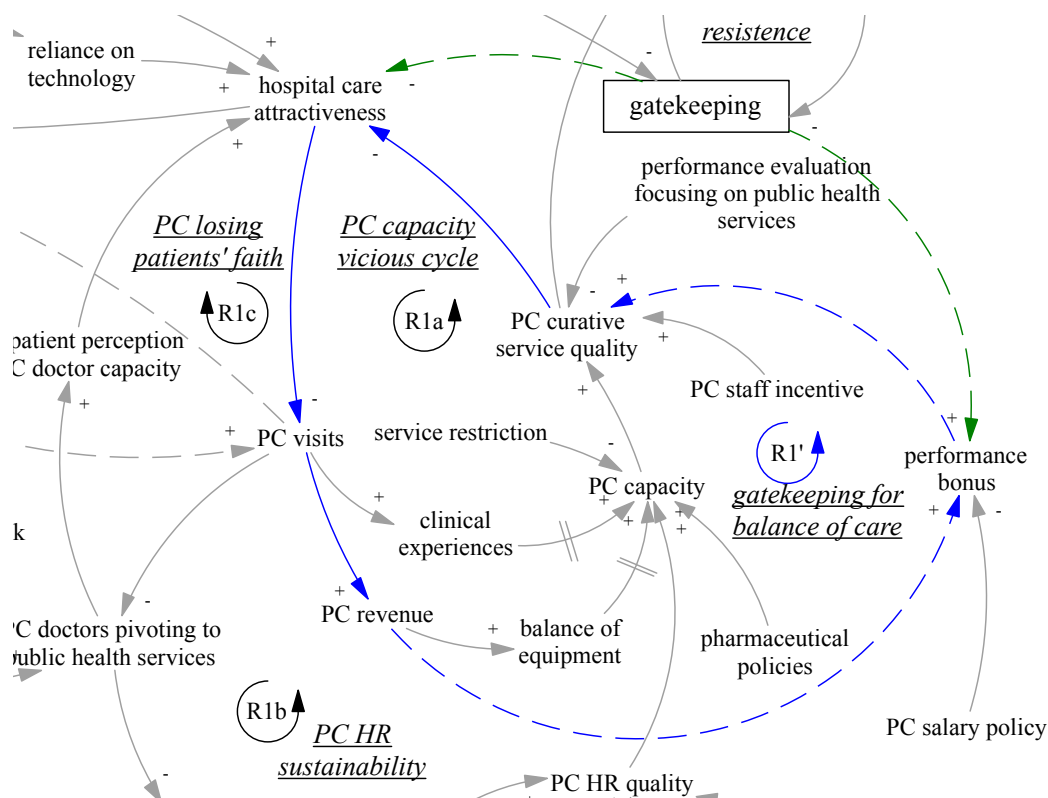 resistence
reliance on
technology
hospital care
attractiveness
gatekeeping
performance evaluation
focusing on public health
services
PC losing
patients' faith
PC capacity
vicious cycle
R1c
R1a
PC curative
service quality
patient perception
C doctor capacity
PC staff incentive
PC visits
service restriction
R1'
performance
bonus
PC capacity
gatekeeping for
balance of care
clinical
experiences
k
PC revenue
balance of
equipment
pharmaceutical
policies
PC doctors pivoting to
public health services
R1b
PC HR
sustainability
PC salary policy
PC HR quality
+
+
+
-
-
-
-
-
+
+
-
+
+
+
-
+
+
-
+
+
+
+
+
+
-
-
+
+
-